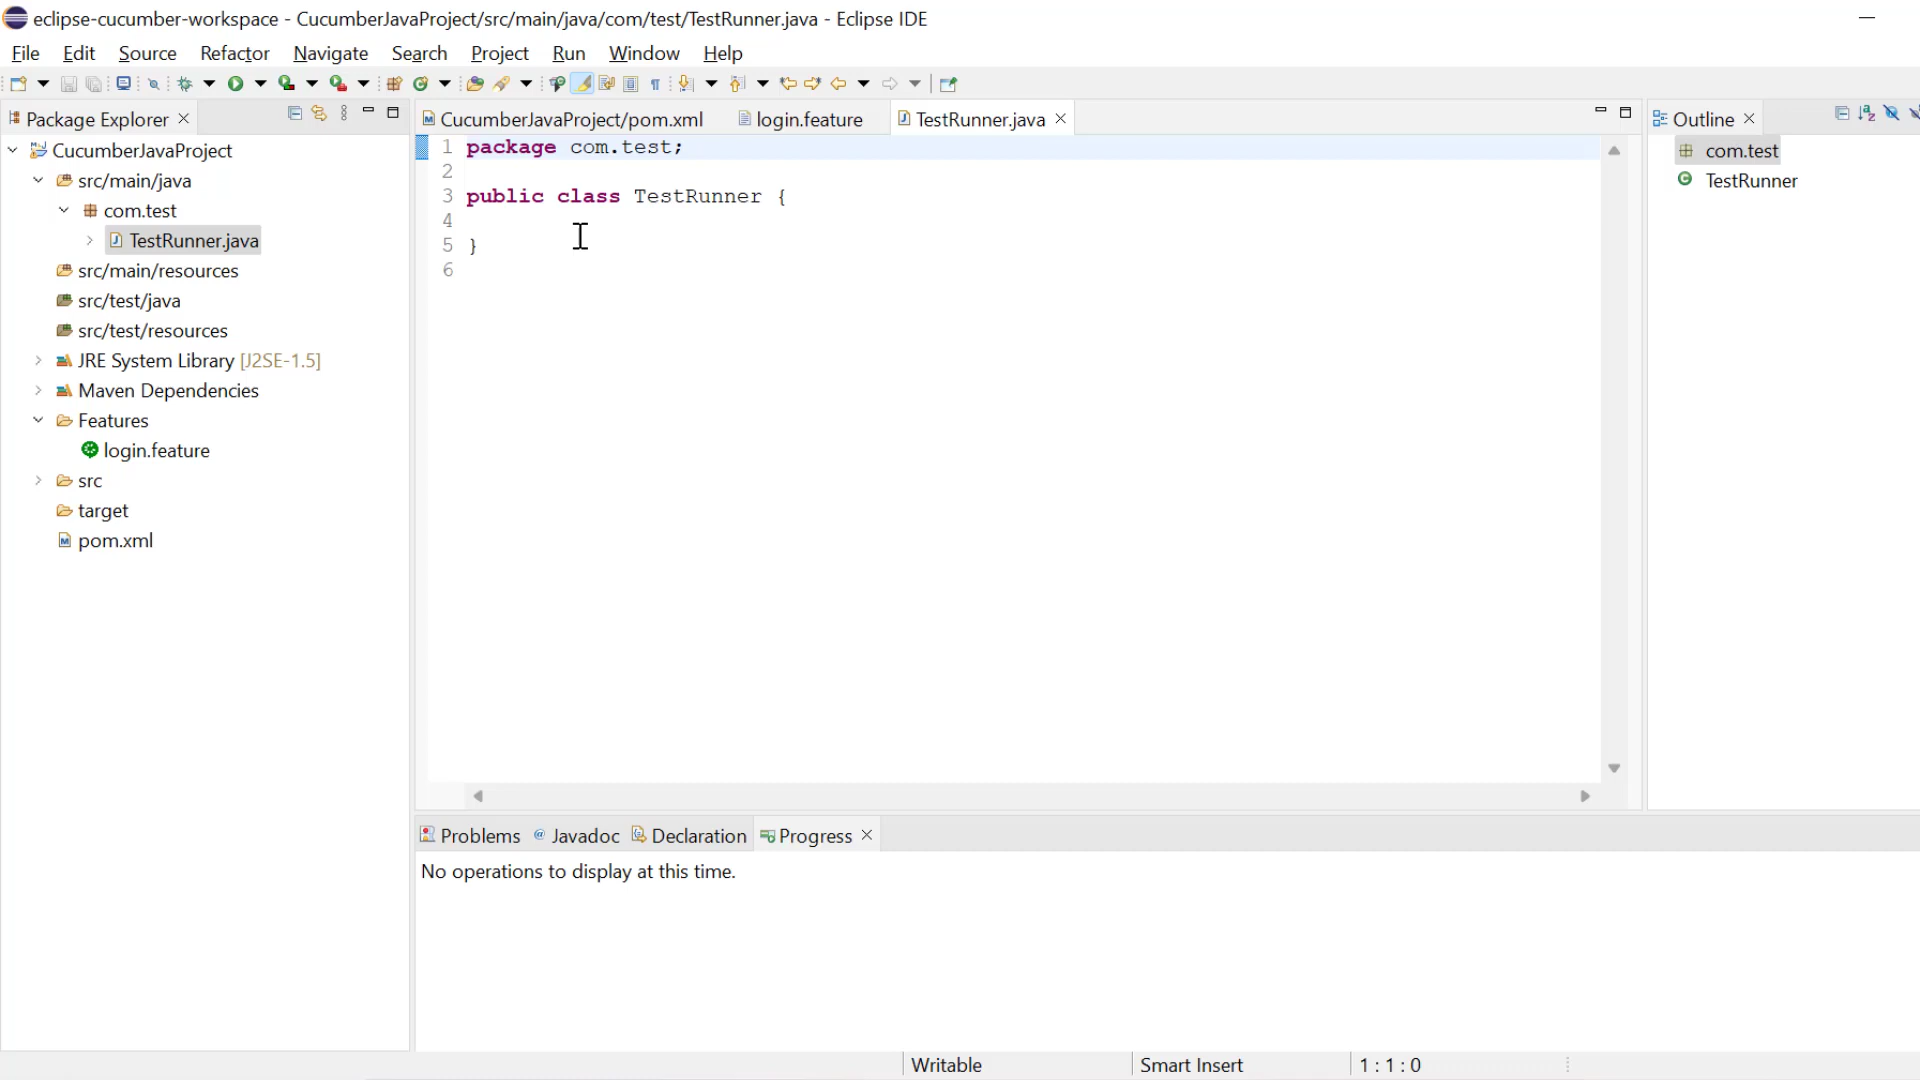 eclipse-cucumber-workspace - CucumberJavaProject/src/main/java/com/test/TestRunner.java - Eclipse IDE
File Edit Source Refactor Navigate Search Project Run Window Help
Package Explorer
CucumberJavaProject
src/main/java
com.test
TestRunner.java
src/main/resources
src/test/java
src/test/resources
JRE System Library [J2SE-1.5]
Maven Dependencies
Features
login.feature
src
target
pom.xml
CucumberJavaProject/pom.xml login.feature TestRunner.java
1 package com.test;
2
3 public class TestRunner {
4
5 }
6
Outline
com.test
TestRunner
Problems @ Javadoc Declaration Progress
No operations to display at this time.
Writable Smart Insert 1 : 1 : 0